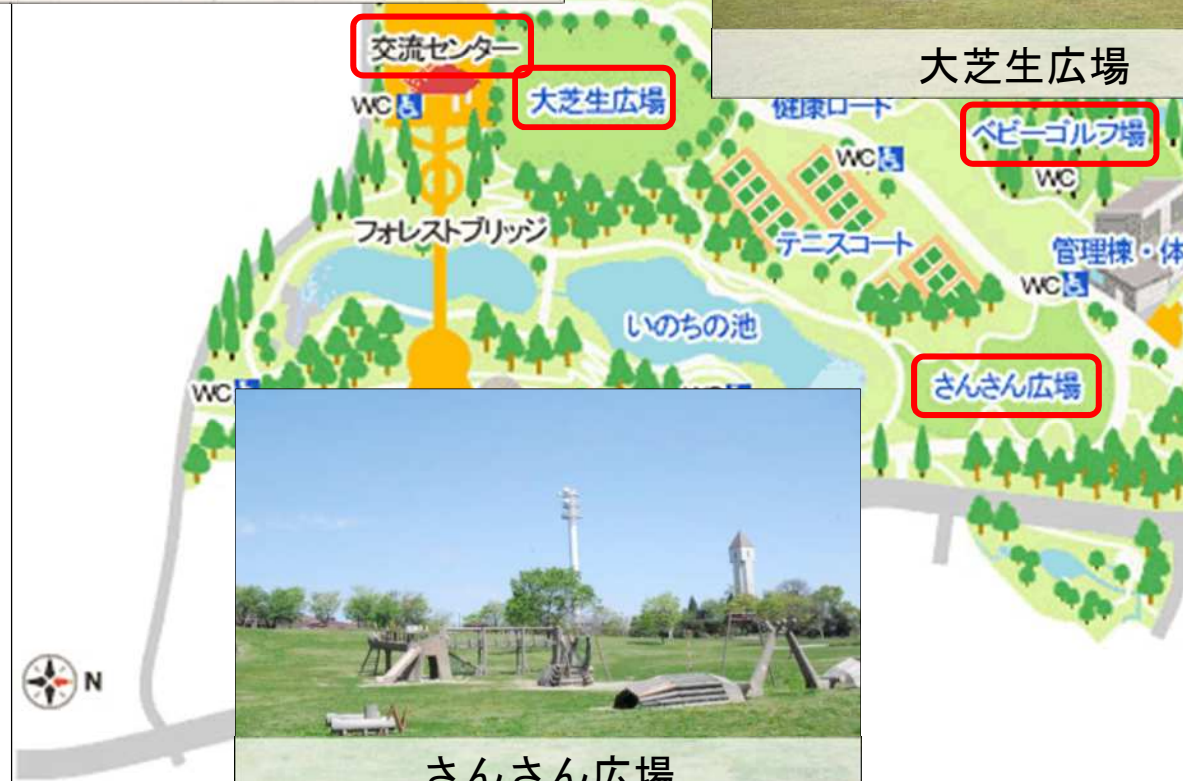 大芝生広場
交流センター
WC
大芝生広場
健康ロード
ベビーゴルフ場
WC
WC
フォレストブリッジ
テニスコート
管理棟・体
WC
いのちの池
さんさん広場
WC
WC
N
さんさん広場